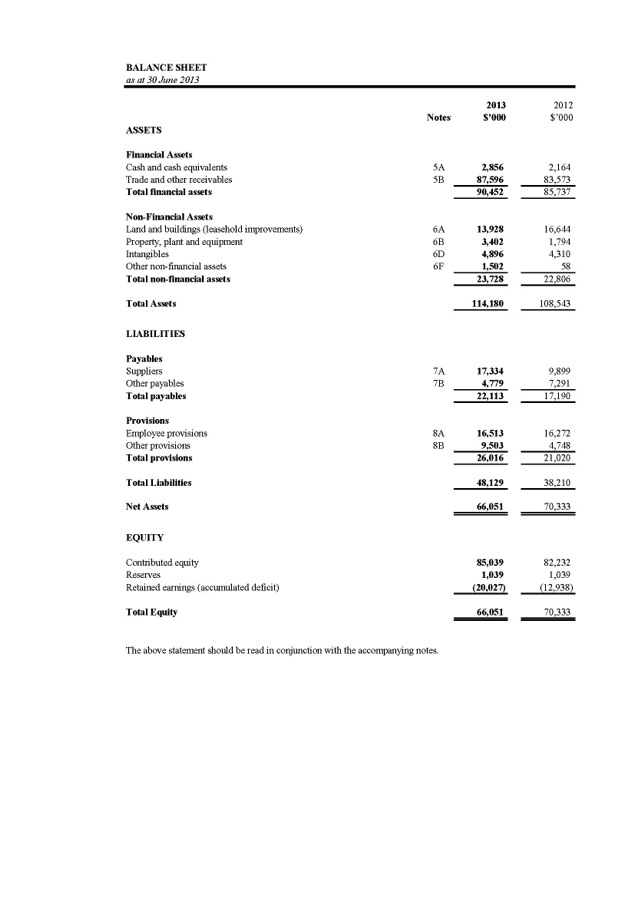 BALANCE SHEET
as at 30 June 2013
2013 2012
Notes $'000 $'000
ASSETS
Financial Assets
Cash and cash equivalents 5A 2,856 2,164
Trade and other receivables 5B 87,596 83,573
Total financial assets 90,452 85,737
Non-Financial Assets
Land and buildings (leasehold improvements) 6A 13,928 16,644
Property, plant and equipment 6B 3,402 1,794
Intangibles 6D 4,896 4,310
Other non-financial assets 6F 1,502 58
Total non-financial assets 23,728 22,806
Total Assets 114,180 108,543
LIABILITIES
Payables
Suppliers 7A 17,334 9,899
Other payables 7B 4,779 7,291
Total payables 22,113 17,190
Provisions
Employee provisions 8A 16,513 16,272
Other provisions 8B 9,503 4,748
Total provisions 26,016 21,020
Total Liabilities 48,129 38,210
Net Assets 66,051 70,333
EQUITY
Contributed equity 85,039 82,232
Reserves 1,039 1,039
Retained earnings (accumulated deficit) (20,027) (12,938)
Total Equity 66,051 70,333
The above statement should be read in conjunction with the accompanying notes.